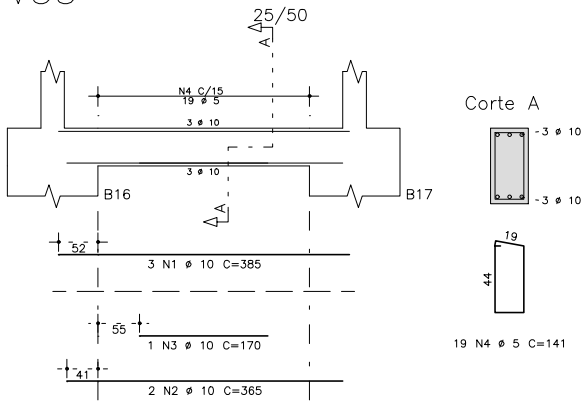 25/50
A
N4 C/15
19 ø 5
3 ø 10
3 ø 10
A
B16
B17
Corte A
3 ø 10
3 ø 10
52
3 N1 ø 10 C=385
55
1 N3 ø 10 C=170
41
2 N2 ø 10 C=365
19
44
19 N4 ø 5 C=141